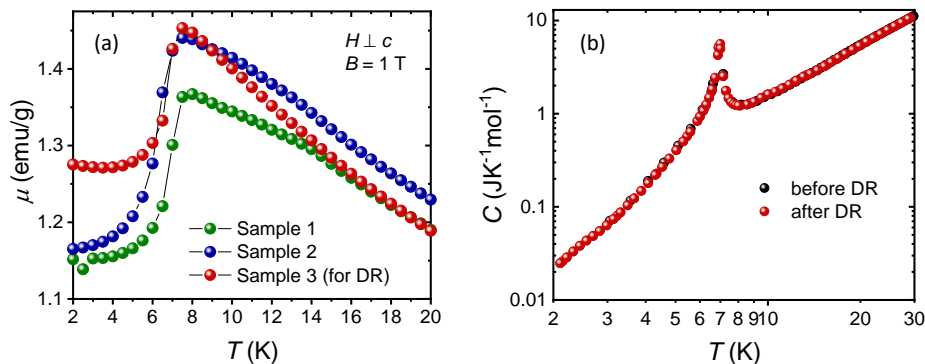 (a)
H ⊥ c
B = 1 T
μ (emu/g)
1.4
1.3
1.2
1.1
Sample 1
Sample 2
Sample 3 (for DR)
2 4 6 8 10 12 14 16 18 20
T (K)
(b)
C (JK⁻¹mol⁻¹)
10
1
0.1
0.01
before DR
after DR
2 3 4 5 6 7 8 910 20 30
T (K)